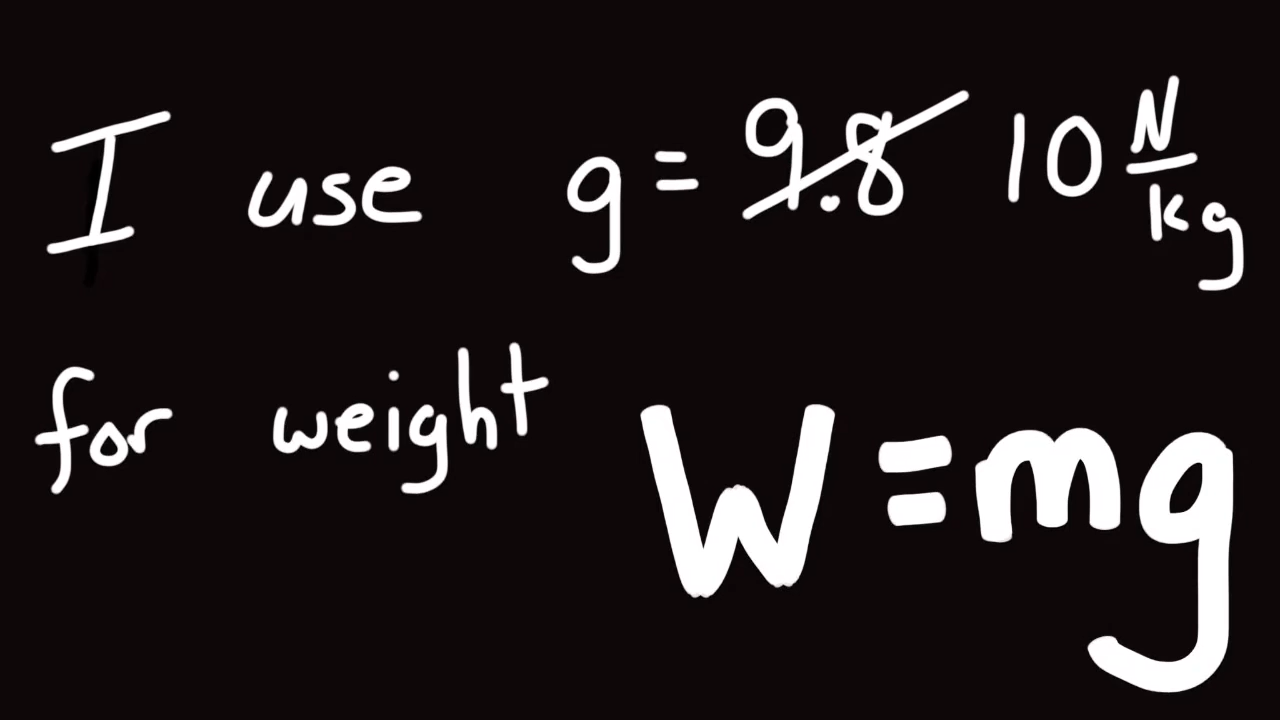 I use g = ~~9.8~~ 10 N/kg
for weight
W = mg